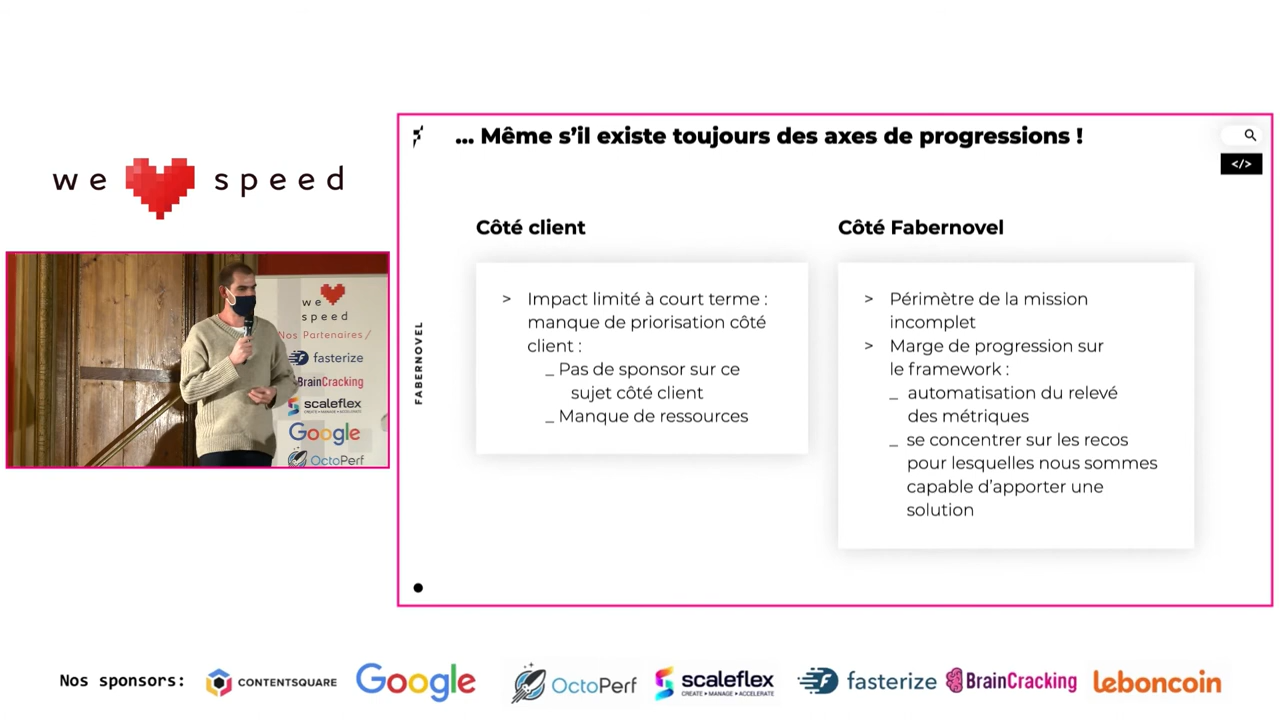 we speed
we
speed
Nos Partenaires/
fasterize
BrainCracking
scaleflex
CREATE • MANAGE • ACCELERATE
Google
OctoPerf
FABERNOVEL
... Même s'il existe toujours des axes de progressions !
</>
Côté client
> Impact limité à court terme :
manque de priorisation côté
client :
_ Pas de sponsor sur ce
sujet côté client
_ Manque de ressources
Côté Fabernovel
> Périmètre de la mission
incomplet
> Marge de progression sur
le framework :
_ automatisation du relevé
des métriques
_ se concentrer sur les recos
pour lesquelles nous sommes
capable d'apporter une
solution
Nos sponsors: CONTENTSQUARE Google OctoPerf scaleflex fasterize BrainCracking leboncoin
CREATE • MANAGE • ACCELERATE